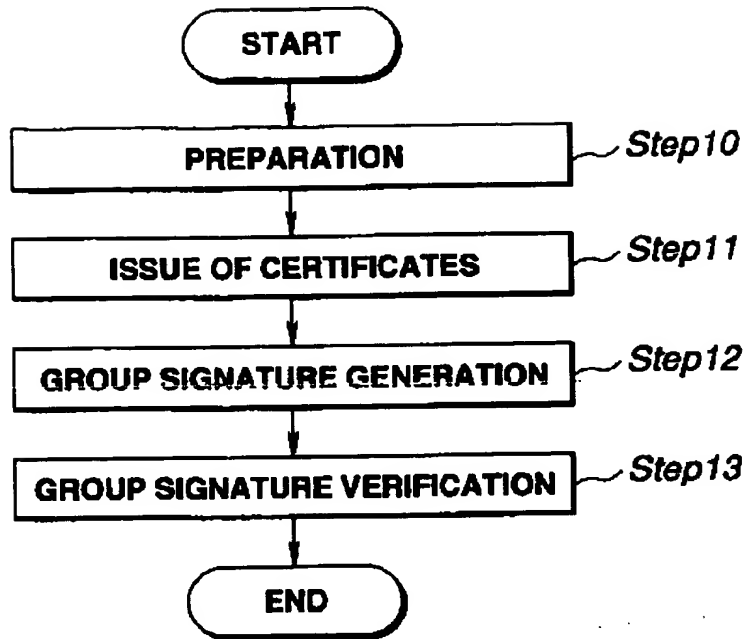 START
PREPARATION Step10
ISSUE OF CERTIFICATES Step11
GROUP SIGNATURE GENERATION Step12
GROUP SIGNATURE VERIFICATION Step13
END